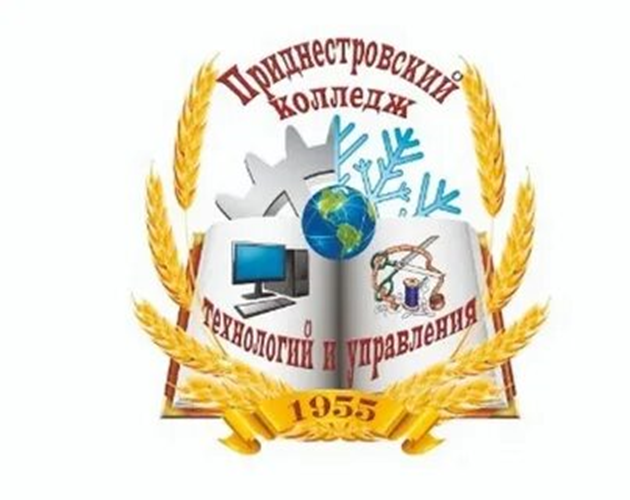 Приднестровский
колледж
технологий и управления
1955